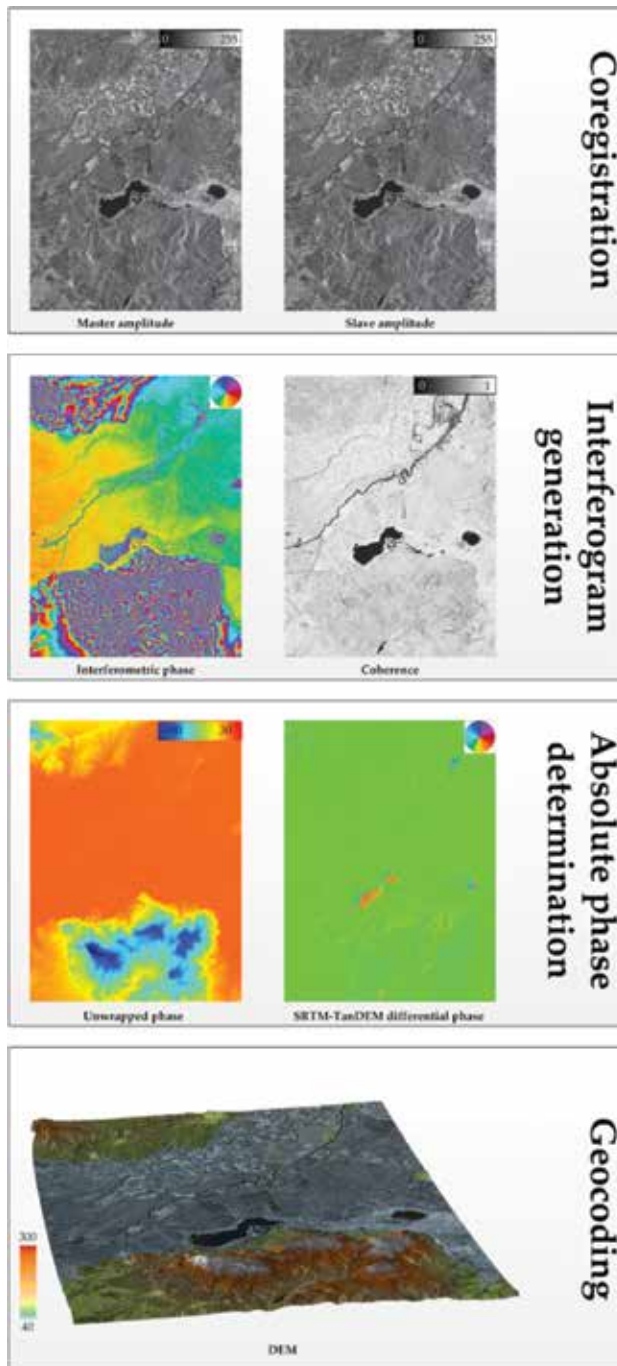 Coregistration
0 255
0 255
Master amplitude
Slave amplitude
Interferogram
generation
0 1
Interferometric phase
Coherence
Absolute phase
determination
Unwrapped phase
SRTM-TanDEM differential phase
Geocoding
300
40
DEM